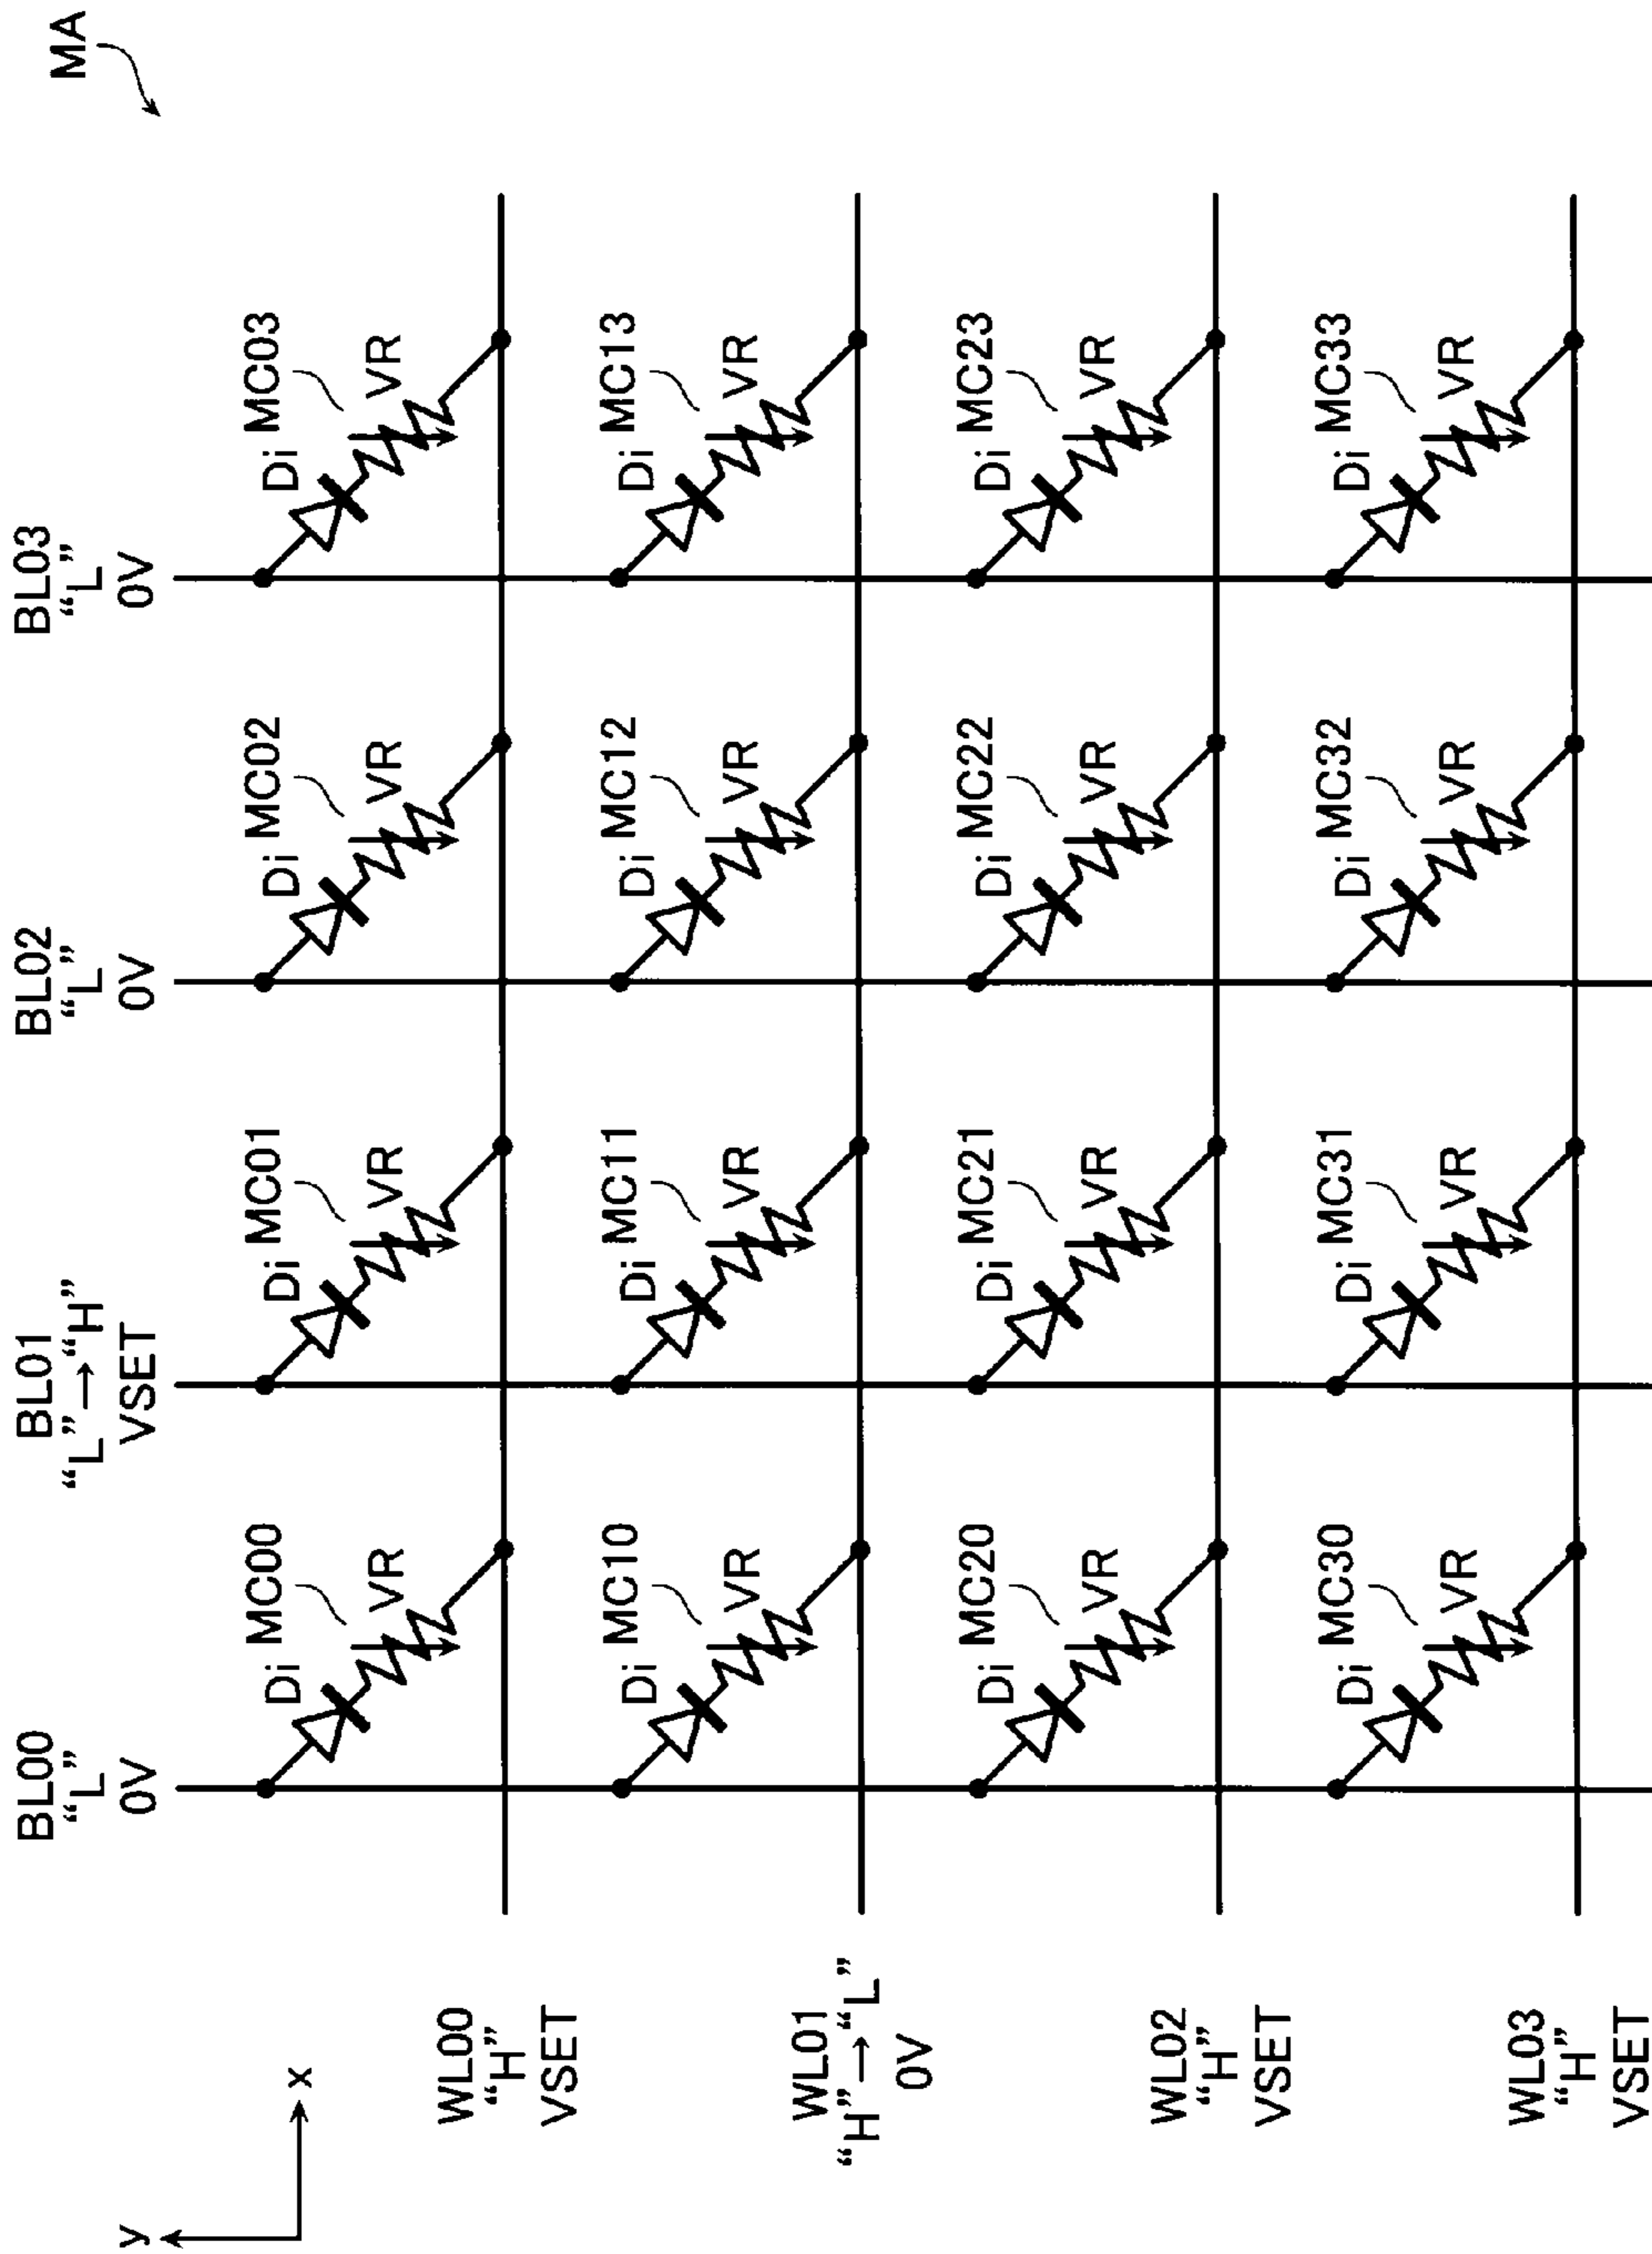 MA
BL00
“L”
0V
BL01
“L”→“H”
VSET
BL02
“L”
0V
BL03
“L”
0V
y
x
Di MC00
VR
Di MC01
VR
Di MC02
VR
Di MC03
VR
WL00
“H”
VSET
Di MC10
VR
Di MC11
VR
Di MC12
VR
Di MC13
VR
WL01
“H”→“L”
0V
Di MC20
VR
Di MC21
VR
Di MC22
VR
Di MC23
VR
WL02
“H”
VSET
Di MC30
VR
Di MC31
VR
Di MC32
VR
Di MC33
VR
WL03
“H”
VSET